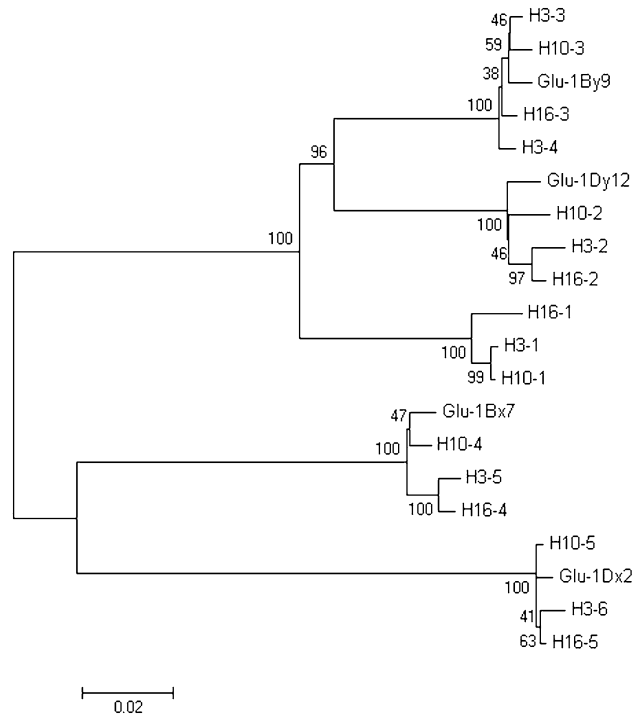 46
H3-3
59
H10-3
38
Glu-1By9
100
H16-3
H3-4
96
Glu-1Dy12
100
H10-2
100
46
H3-2
97
H16-2
H16-1
100
H3-1
99
H10-1
47
Glu-1Bx7
100
H10-4
H3-5
100
H16-4
H10-5
100
Glu-1Dx2
41
H3-6
63
H16-5
0.02